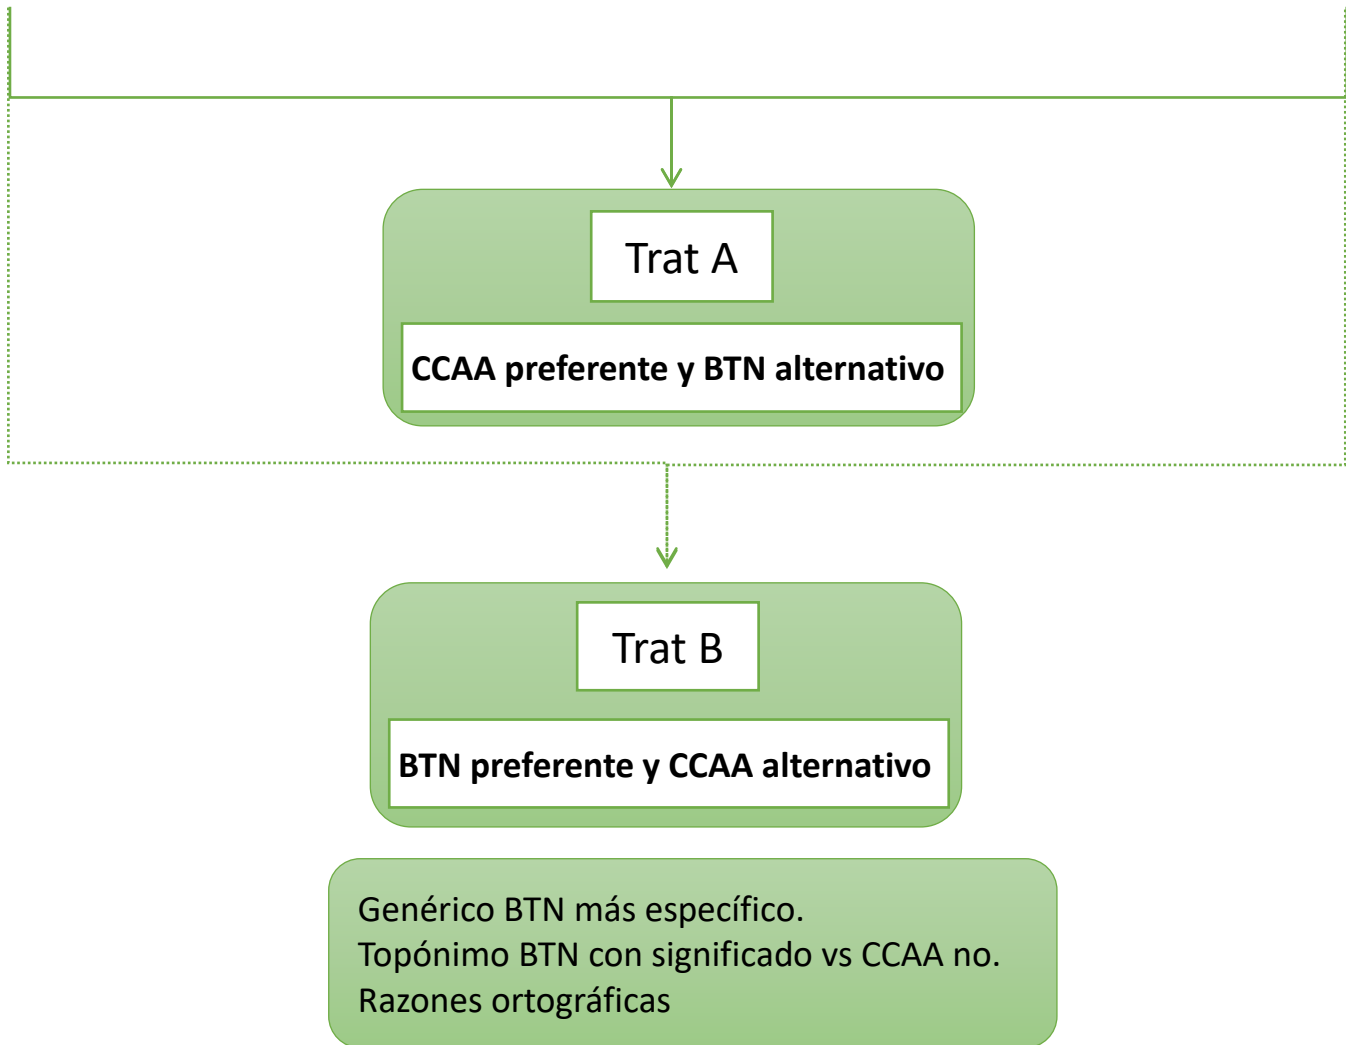 Trat A
CCAA preferente y BTN alternativo
Trat B
BTN preferente y CCAA alternativo
Genérico BTN más específico.
Topónimo BTN con significado vs CCAA no.
Razones ortográficas